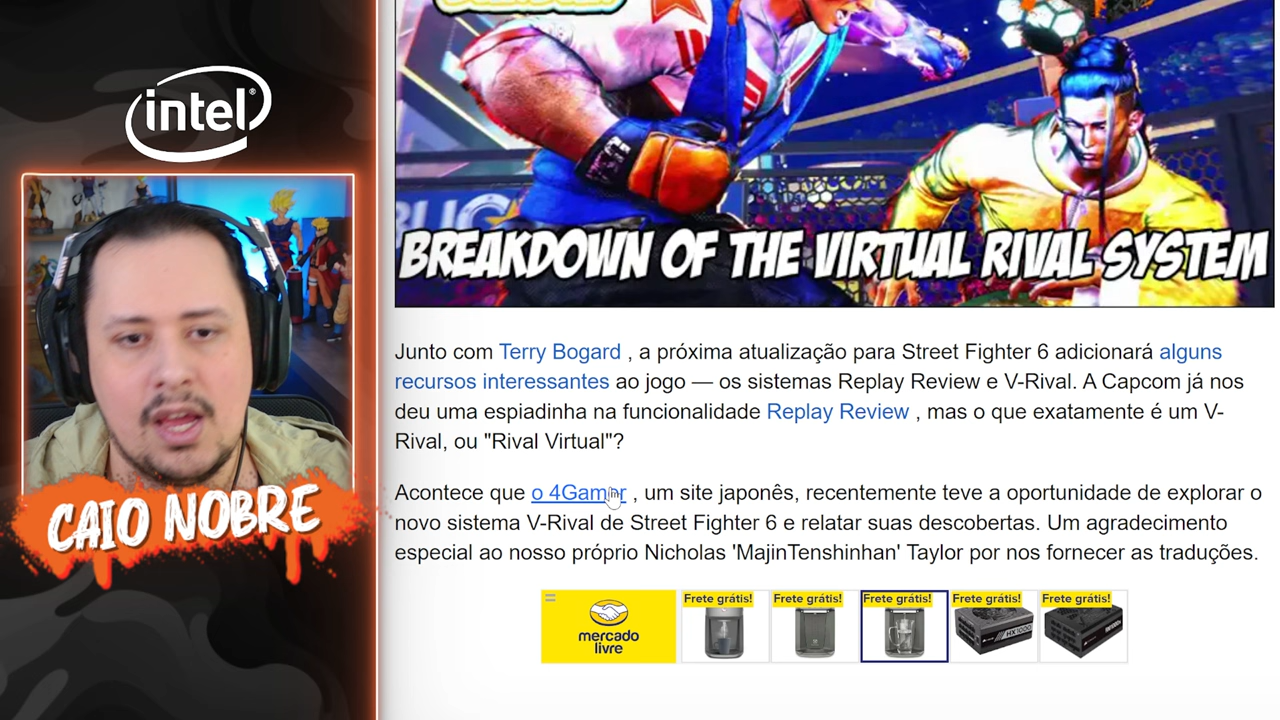 intel
CAIO NOBRE
BREAKDOWN OF THE VIRTUAL RIVAL SYSTEM
Junto com Terry Bogard , a próxima atualização para Street Fighter 6 adicionará alguns
recursos interessantes ao jogo — os sistemas Replay Review e V-Rival. A Capcom já nos
deu uma espiadinha na funcionalidade Replay Review , mas o que exatamente é um V-
Rival, ou "Rival Virtual"?
Acontece que o 4Gamer , um site japonês, recentemente teve a oportunidade de explorar o
novo sistema V-Rival de Street Fighter 6 e relatar suas descobertas. Um agradecimento
especial ao nosso próprio Nicholas 'MajinTenshinhan' Taylor por nos fornecer as traduções.
mercado
livre
Frete grátis!
Frete grátis!
Frete grátis!
Frete grátis!
Frete grátis!